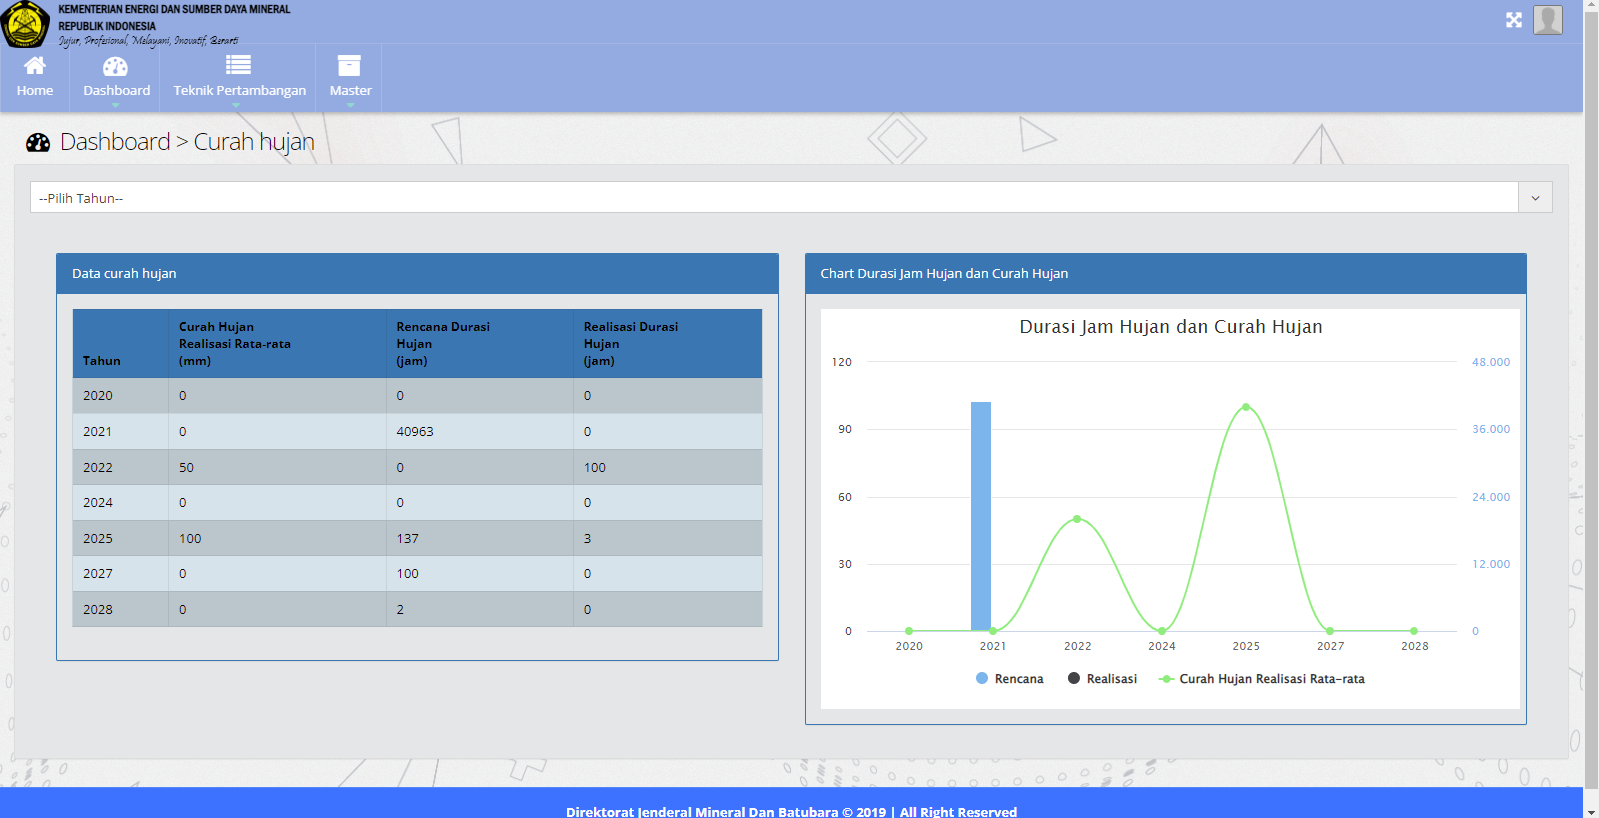 KEMENTERIAN ENERGI DAN SUMBER DAYA MINERAL
REPUBLIK INDONESIA
Jujur, Profesional, Melayani, Inovatif, Berarti
Home
Dashboard
Teknik Pertambangan
Master
Dashboard > Curah hujan
--Pilih Tahun--
Data curah hujan
Tahun
Curah Hujan
Realisasi Rata-rata
(mm)
Rencana Durasi
Hujan
(jam)
Realisasi Durasi
Hujan
(jam)
2020 0 0 0
2021 0 40963 0
2022 50 0 100
2024 0 0 0
2025 100 137 3
2027 0 100 0
2028 0 2 0
Chart Durasi Jam Hujan dan Curah Hujan
Durasi Jam Hujan dan Curah Hujan
120 48.000
90 36.000
60 24.000
30 12.000
0 0
2020 2021 2022 2024 2025 2027 2028
Rencana Realisasi Curah Hujan Realisasi Rata-rata
Direktorat Jenderal Mineral Dan Batubara © 2019 | All Right Reserved